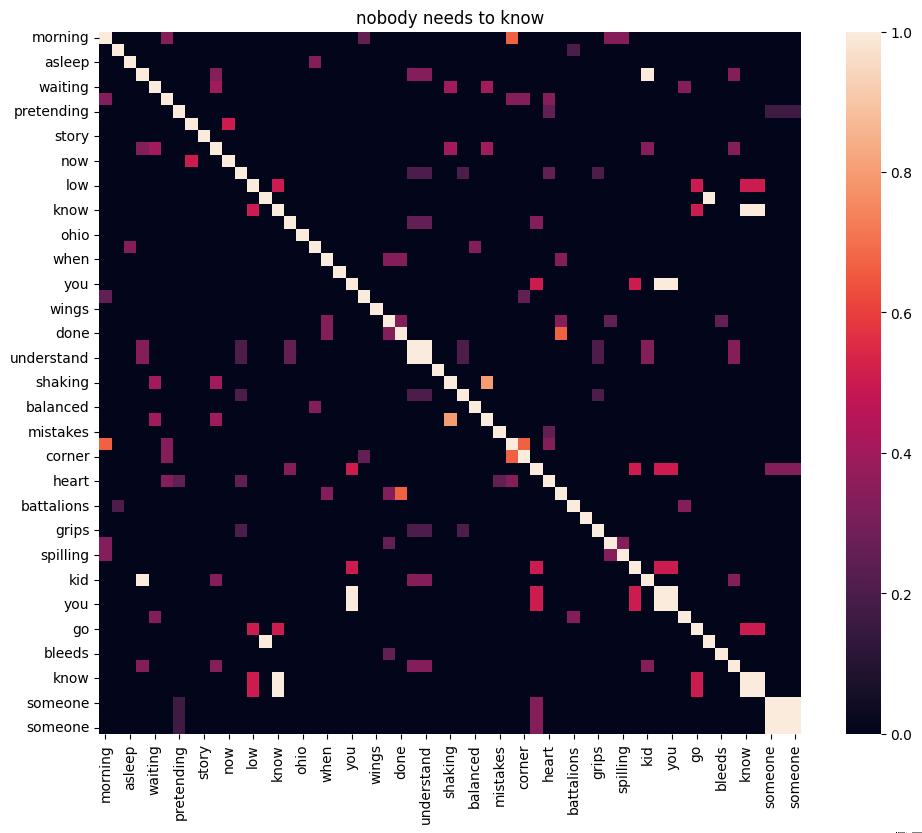 nobody needs to know
morning
asleep
waiting
pretending
story
now
low
know
ohio
when
you
wings
done
understand
shaking
balanced
mistakes
corner
heart
battalions
grips
spilling
kid
you
go
bleeds
know
someone
someone
morning
asleep
waiting
pretending
story
now
low
know
ohio
when
you
wings
done
understand
shaking
balanced
mistakes
corner
heart
battalions
grips
spilling
kid
you
go
bleeds
know
someone
someone
1.0
0.8
0.6
0.4
0.2
0.0